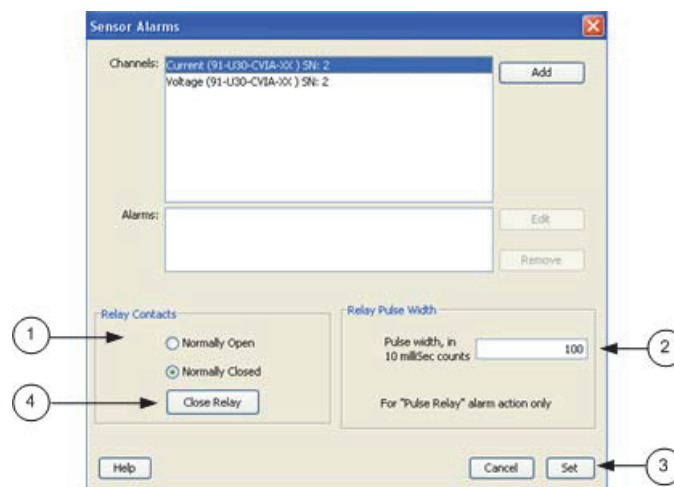 Sensor Alarms
Channels:
Current (91-U30-CVIA-XX ) SN: 2
Voltage (91-U30-CVIA-XX ) SN: 2
Add
Alarms:
Edit
Remove
Relay Contacts
Normally Open
Normally Closed
Close Relay
Relay Pulse Width
Pulse width, in
10 milliSec counts
100
For "Pulse Relay" alarm action only
Help
Cancel
Set
1
2
4
3